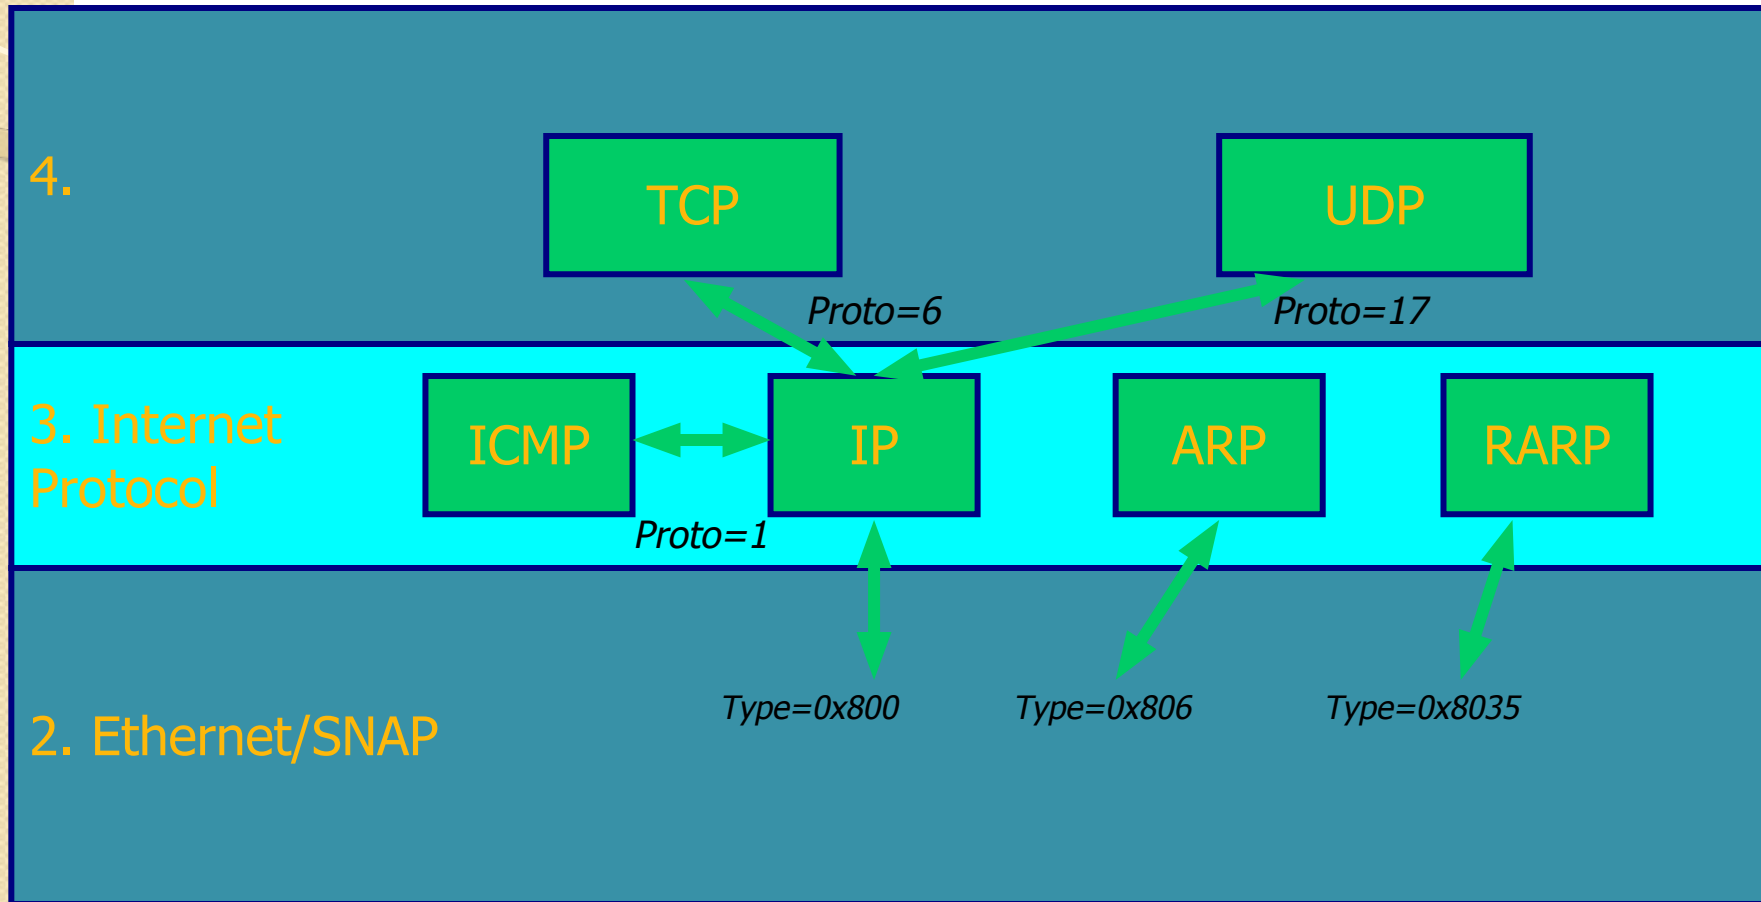 4.
TCP
UDP
Proto=6
Proto=17
3. Internet
Protocol
ICMP
IP
ARP
RARP
Proto=1
Type=0x800
Type=0x806
Type=0x8035
2. Ethernet/SNAP